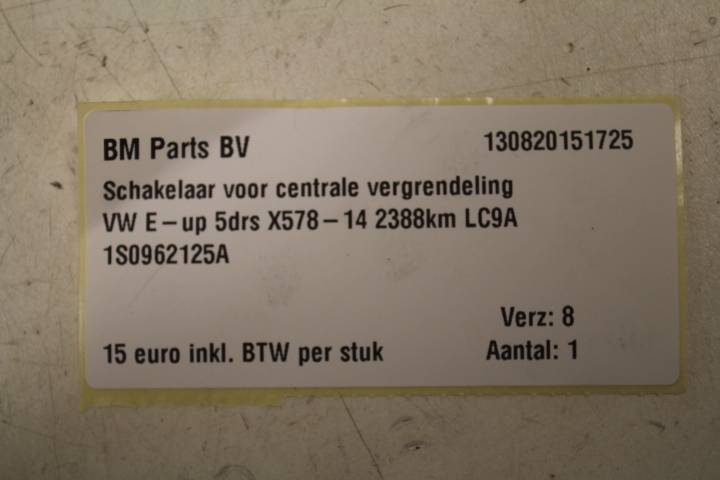 BM Parts BV 130820151725
Schakelaar voor centrale vergrendeling
VW E-up 5drs X578-14 2388km LC9A
1S0962125A
Verz: 8
15 euro inkl. BTW per stuk Aantal: 1